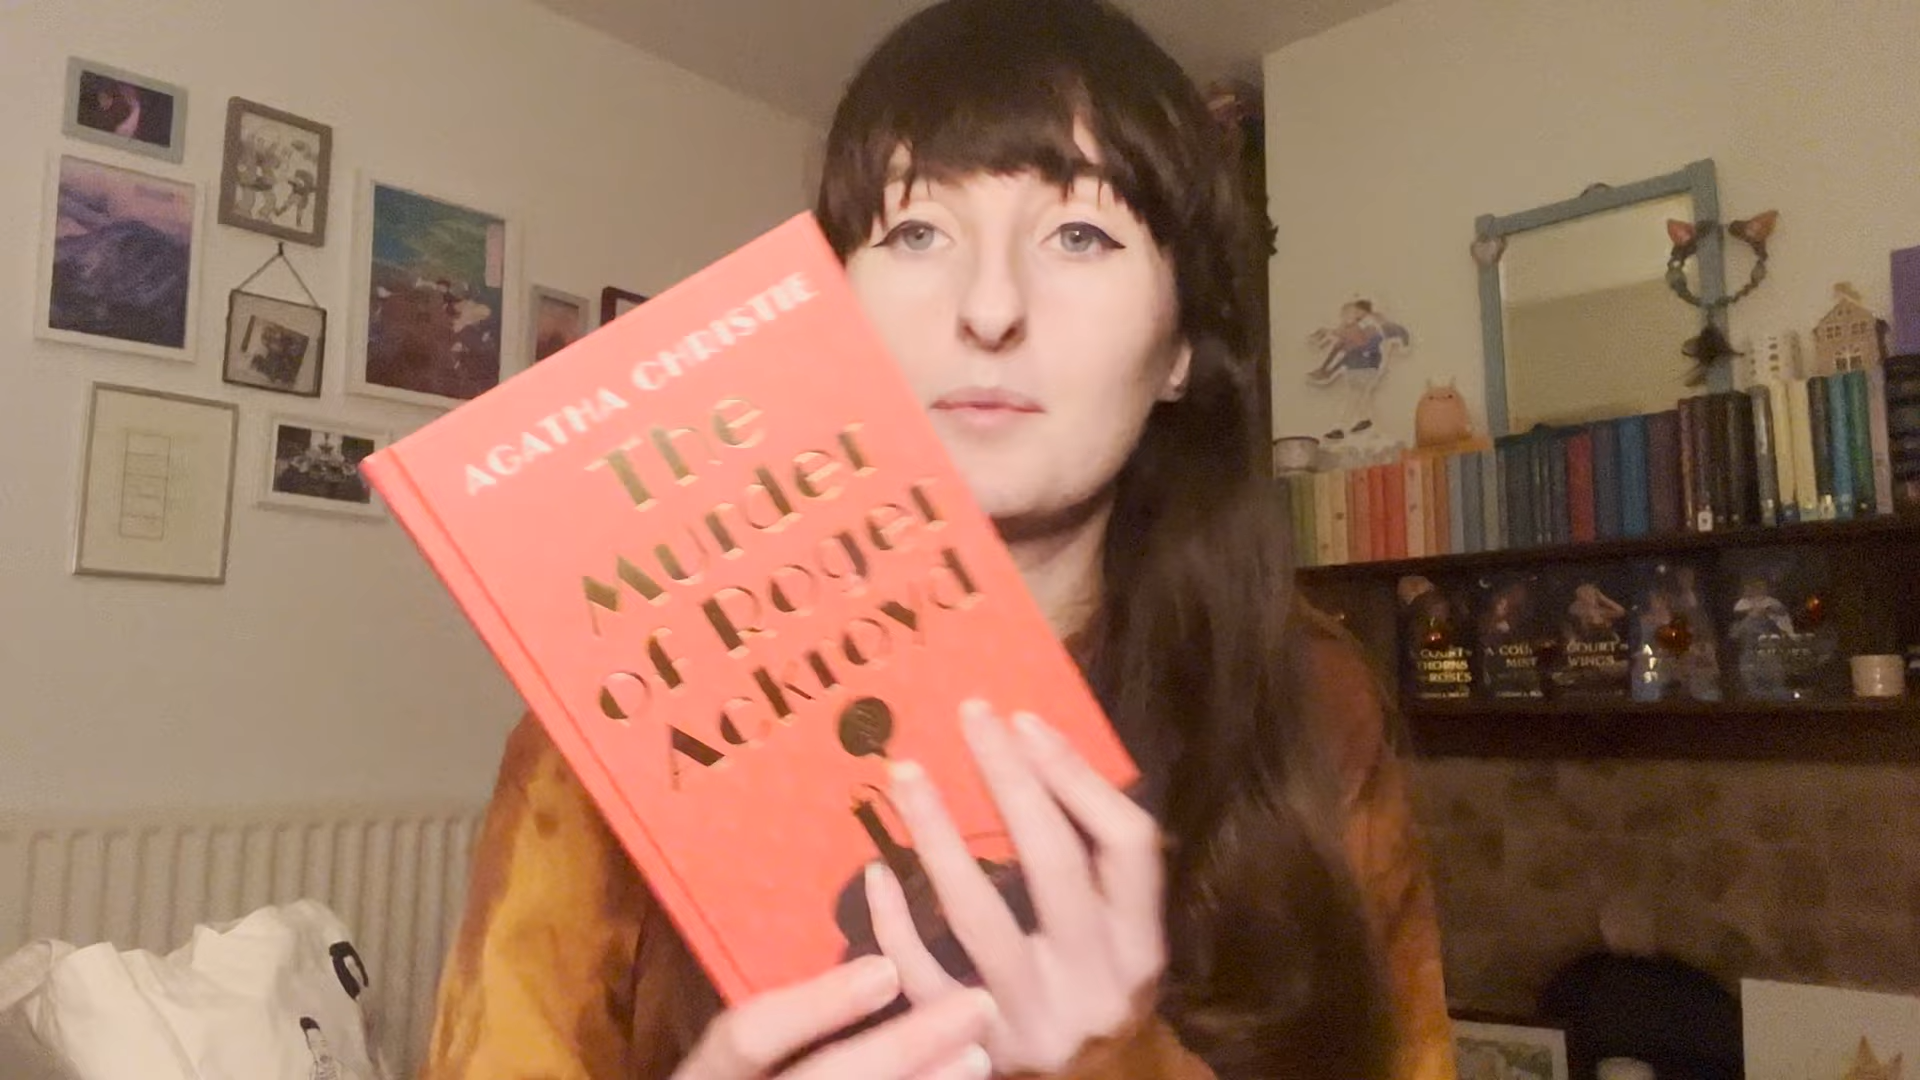 AGATHA CHRISTIE
The
Murder
of Roger
Ackroyd
COURT
THORNS
ROSES
A COURT
MIST
COURT
WINGS
A